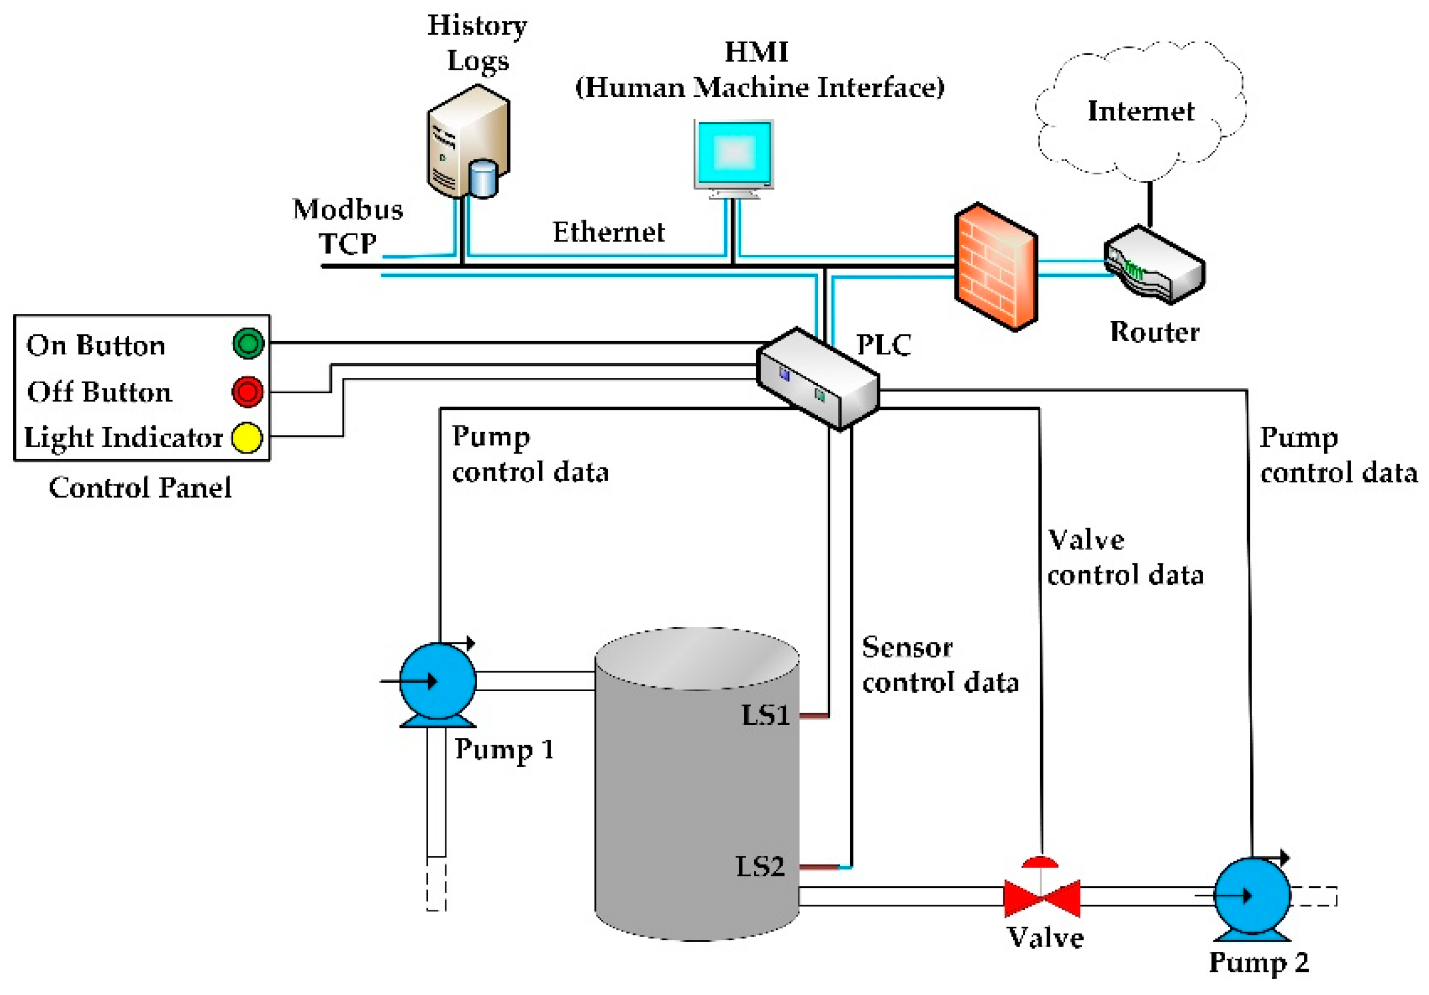 History
Logs
HMI
(Human Machine Interface)
Internet
Modbus
TCP
Ethernet
Router
PLC
On Button
Off Button
Light Indicator
Control Panel
Pump
control data
Pump
control data
Valve
control data
Sensor
control data
LS1
Pump 1
LS2
Valve
Pump 2